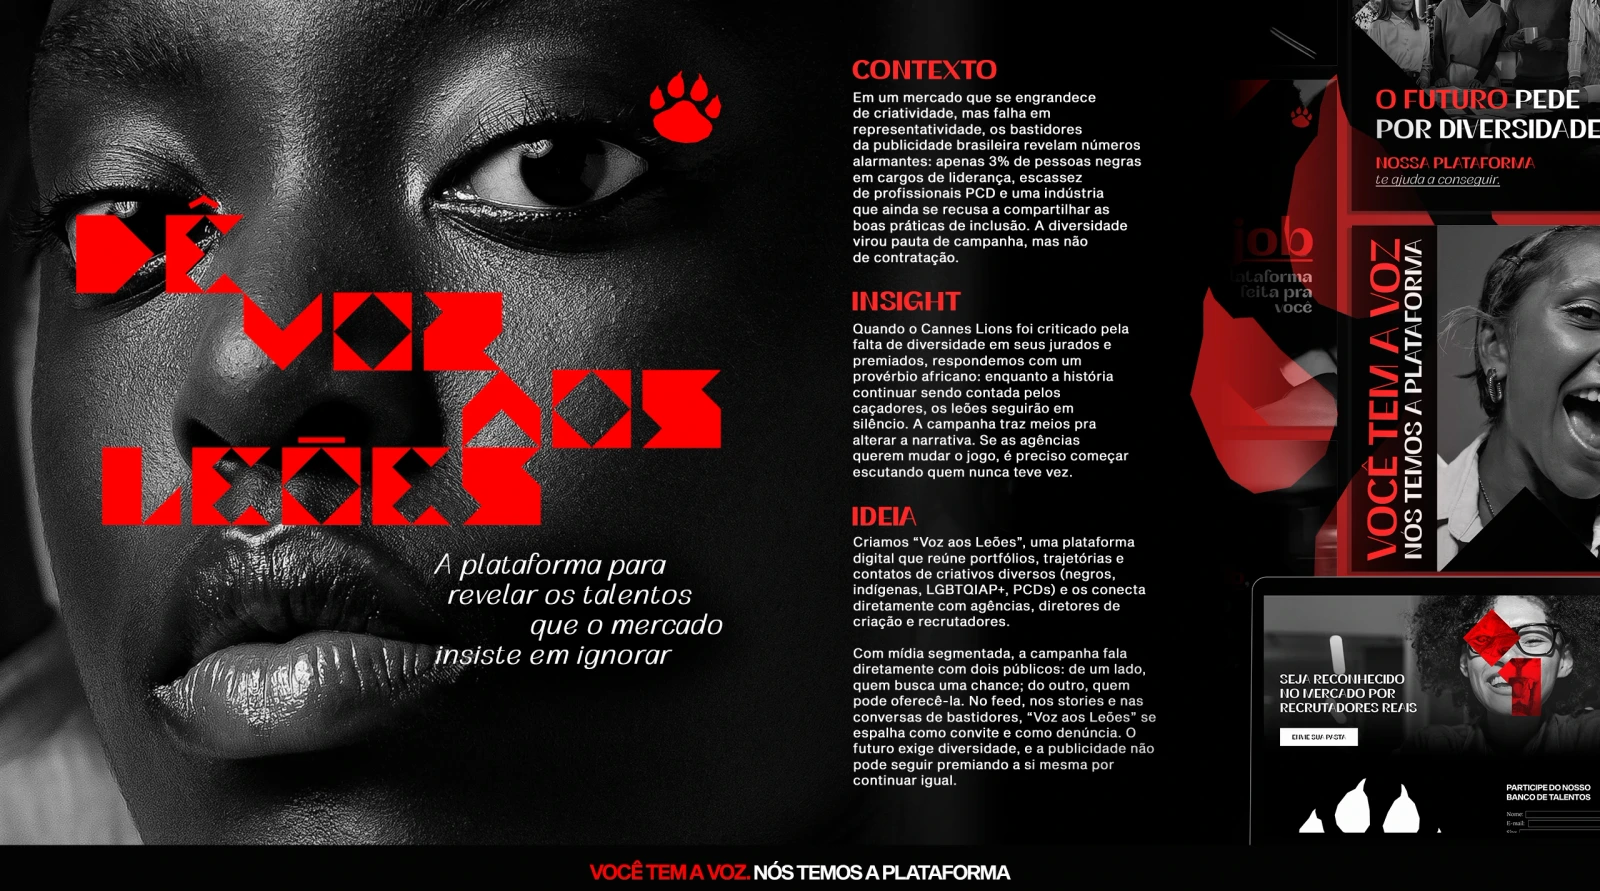 DÊ
VOZ
AOS
LEÕES
A plataforma para
revelar os talentos
que o mercado
insiste em ignorar
CONTEXTO
Em um mercado que se engrandece
de criatividade, mas falha em
representatividade, os bastidores
da publicidade brasileira revelam números
alarmantes: apenas 3% de pessoas negras
em cargos de liderança, escassez
de profissionais PCD e uma indústria
que ainda se recusa a compartilhar as
boas práticas de inclusão. A diversidade
virou pauta de campanha, mas não
de contratação.
INSIGHT
Quando o Cannes Lions foi criticado pela
falta de diversidade em seus jurados e
premiados, respondemos com um
provérbio africano: enquanto a história
continuar sendo contada pelos
caçadores, os leões seguirão em
silêncio. A campanha traz meios pra
alterar a narrativa. Se as agências
querem mudar o jogo, é preciso começar
escutando quem nunca teve vez.
IDEIA
Criamos “Voz aos Leões”, uma plataforma
digital que reúne portfólios, trajetórias e
contatos de criativos diversos (negros,
indígenas, LGBTQIAP+, PCDs) e os conecta
diretamente com agências, diretores de
criação e recrutadores.
Com mídia segmentada, a campanha fala
diretamente com dois públicos: de um lado,
quem busca uma chance; do outro, quem
pode oferecê-la. No feed, nos stories e nas
conversas de bastidores, “Voz aos Leões” se
espalha como convite e como denúncia. O
futuro exige diversidade, e a publicidade não
pode seguir premiando a si mesma por
continuar igual.
job
ataforma
feita pra
você
O FUTURO PEDE
POR DIVERSIDADE
NOSSA PLATAFORMA
te ajuda a conseguir.
VOCÊ TEM A VOZ
NÓS TEMOS A PLATAFORMA
SEJA RECONHECIDO
NO MERCADO POR
RECRUTADORES REAIS
ENVIE SUA PASTA
PARTICIPE DO NOSSO
BANCO DE TALENTOS
Nome:
E-mail:
VOCÊ TEM A VOZ. NÓS TEMOS A PLATAFORMA